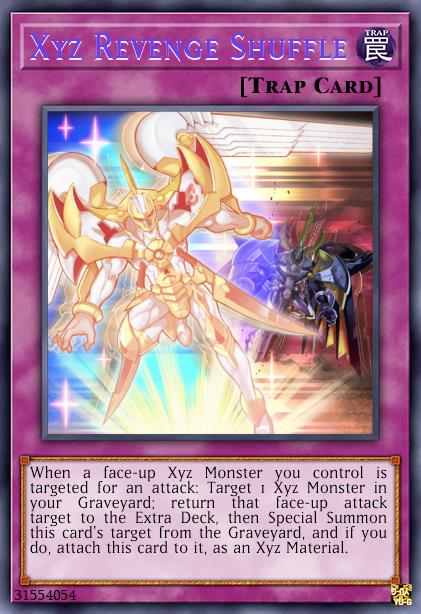 Xyz Revenge Shuffle
TRAP
罠
[Trap Card]
When a face-up Xyz Monster you control is
targeted for an attack: Target 1 Xyz Monster in
your Graveyard; return that face-up attack
target to the Extra Deck, then Special Summon
this card's target from the Graveyard, and if you
do, attach this card to it, as an Xyz Material.
31554054